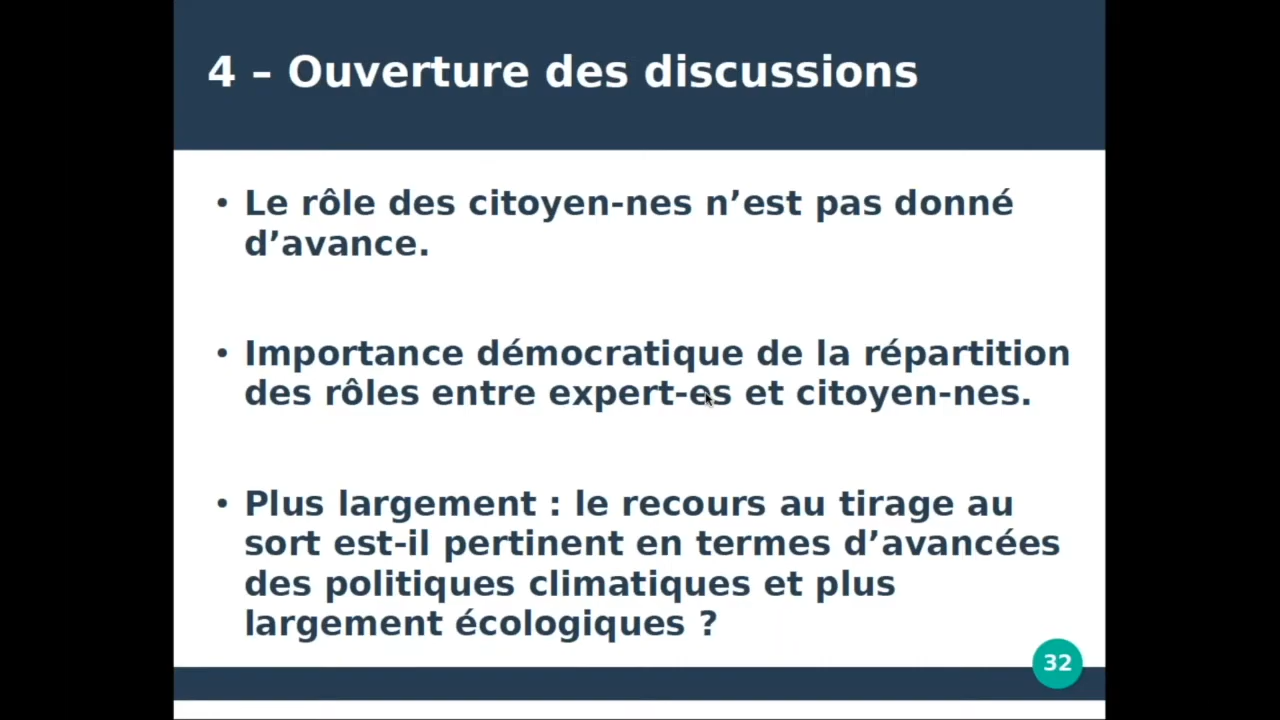 4 – Ouverture des discussions
• Le rôle des citoyen-nes n’est pas donné
d’avance.
• Importance démocratique de la répartition
des rôles entre expert-es et citoyen-nes.
• Plus largement : le recours au tirage au
sort est-il pertinent en termes d’avancées
des politiques climatiques et plus
largement écologiques ?
32